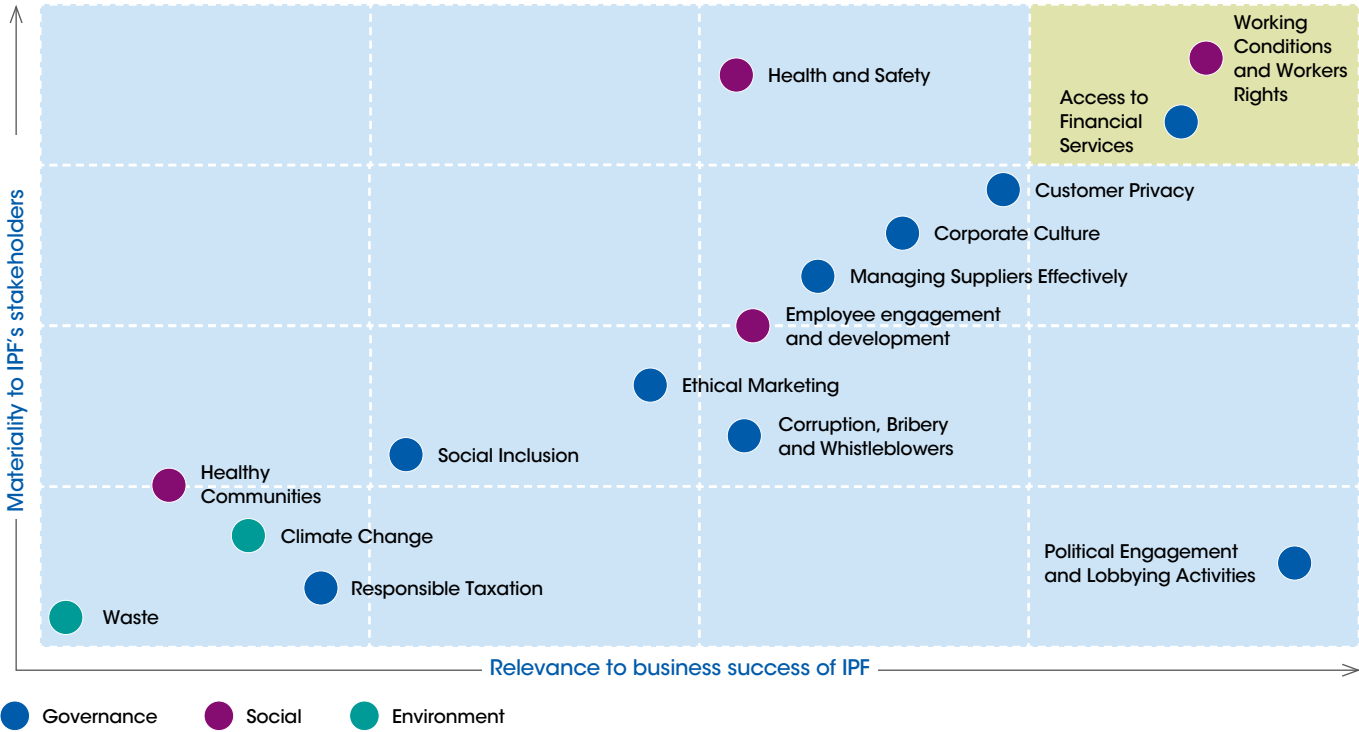 Materiality to IPF's stakeholders
Working
Conditions
and Workers
Rights
Health and Safety
Access to
Financial
Services
Customer Privacy
Corporate Culture
Managing Suppliers Effectively
Employee engagement
and development
Ethical Marketing
Corruption, Bribery
and Whistleblowers
Social Inclusion
Healthy
Communities
Climate Change
Political Engagement
and Lobbying Activities
Responsible Taxation
Waste
Relevance to business success of IPF
Governance
Social
Environment